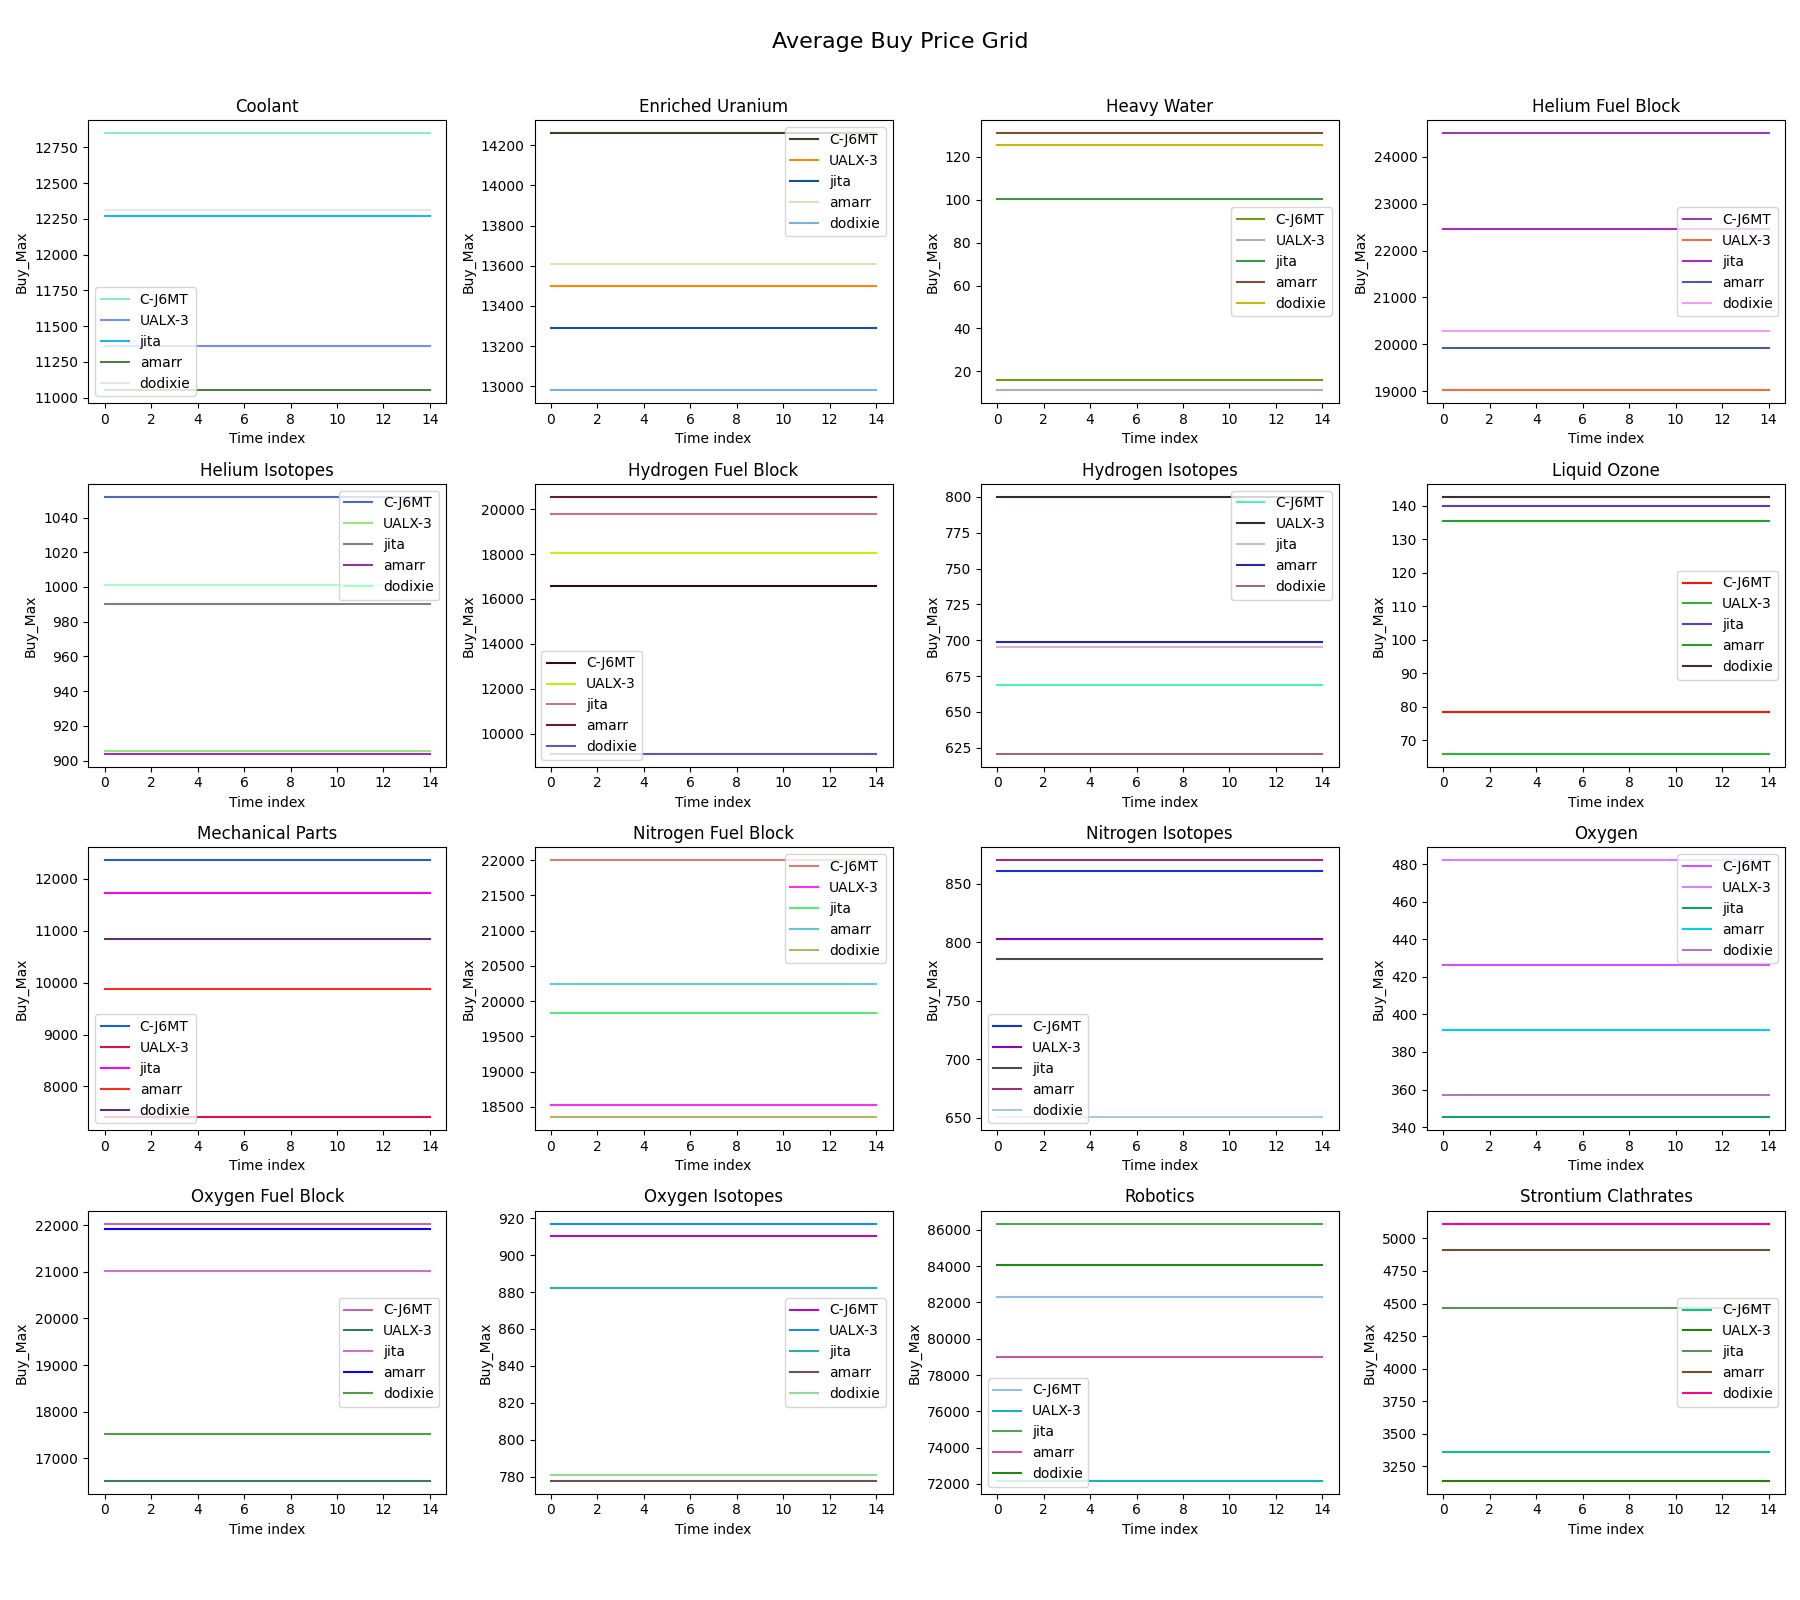 Average Buy Price Grid
Coolant
Buy_Max
12750
12500
12250
12000
11750
11500
11250
11000
C-J6MT
UALX-3
jita
amarr
dodixie
0 2 4 6 8 10 12 14
Time index
Enriched Uranium
Buy_Max
14200
14000
13800
13600
13400
13200
13000
C-J6MT
UALX-3
jita
amarr
dodixie
0 2 4 6 8 10 12 14
Time index
Heavy Water
Buy_Max
120
100
80
60
40
20
C-J6MT
UALX-3
jita
amarr
dodixie
0 2 4 6 8 10 12 14
Time index
Helium Fuel Block
Buy_Max
24000
23000
22000
21000
20000
19000
C-J6MT
UALX-3
jita
amarr
dodixie
0 2 4 6 8 10 12 14
Time index
Helium Isotopes
Buy_Max
1040
1020
1000
980
960
940
920
900
C-J6MT
UALX-3
jita
amarr
dodixie
0 2 4 6 8 10 12 14
Time index
Hydrogen Fuel Block
Buy_Max
20000
18000
16000
14000
12000
10000
C-J6MT
UALX-3
jita
amarr
dodixie
0 2 4 6 8 10 12 14
Time index
Hydrogen Isotopes
Buy_Max
800
775
750
725
700
675
650
625
C-J6MT
UALX-3
jita
amarr
dodixie
0 2 4 6 8 10 12 14
Time index
Liquid Ozone
Buy_Max
140
130
120
110
100
90
80
70
C-J6MT
UALX-3
jita
amarr
dodixie
0 2 4 6 8 10 12 14
Time index
Mechanical Parts
Buy_Max
12000
11000
10000
9000
8000
C-J6MT
UALX-3
jita
amarr
dodixie
0 2 4 6 8 10 12 14
Time index
Nitrogen Fuel Block
Buy_Max
22000
21500
21000
20500
20000
19500
19000
18500
C-J6MT
UALX-3
jita
amarr
dodixie
0 2 4 6 8 10 12 14
Time index
Nitrogen Isotopes
Buy_Max
850
800
750
700
650
C-J6MT
UALX-3
jita
amarr
dodixie
0 2 4 6 8 10 12 14
Time index
Oxygen
Buy_Max
480
460
440
420
400
380
360
340
C-J6MT
UALX-3
jita
amarr
dodixie
0 2 4 6 8 10 12 14
Time index
Oxygen Fuel Block
Buy_Max
22000
21000
20000
19000
18000
17000
C-J6MT
UALX-3
jita
amarr
dodixie
0 2 4 6 8 10 12 14
Time index
Oxygen Isotopes
Buy_Max
920
900
880
860
840
820
800
780
C-J6MT
UALX-3
jita
amarr
dodixie
0 2 4 6 8 10 12 14
Time index
Robotics
Buy_Max
86000
84000
82000
80000
78000
76000
74000
72000
C-J6MT
UALX-3
jita
amarr
dodixie
0 2 4 6 8 10 12 14
Time index
Strontium Clathrates
Buy_Max
5000
4750
4500
4250
4000
3750
3500
3250
C-J6MT
UALX-3
jita
amarr
dodixie
0 2 4 6 8 10 12 14
Time index